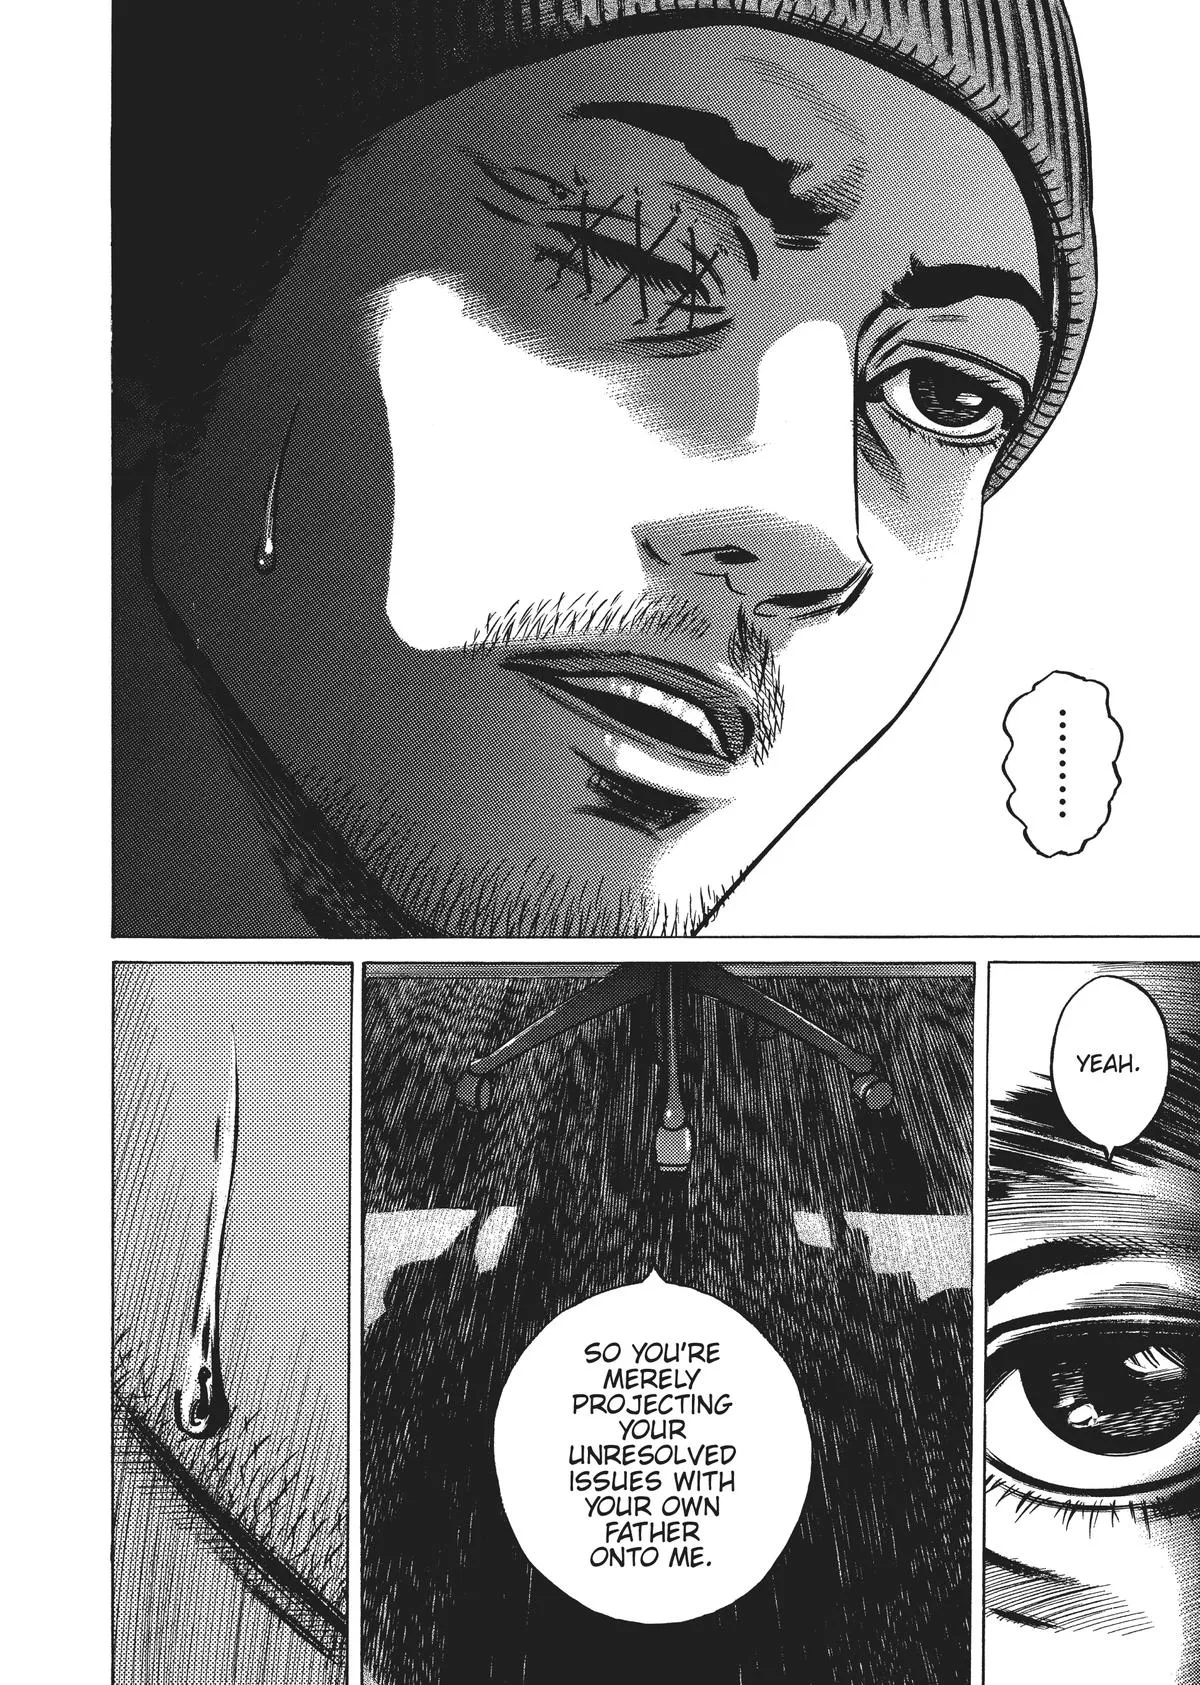 .........
YEAH.
SO YOU'RE
MERELY
PROJECTING
YOUR
UNRESOLVED
ISSUES WITH
YOUR OWN
FATHER
ONTO ME.